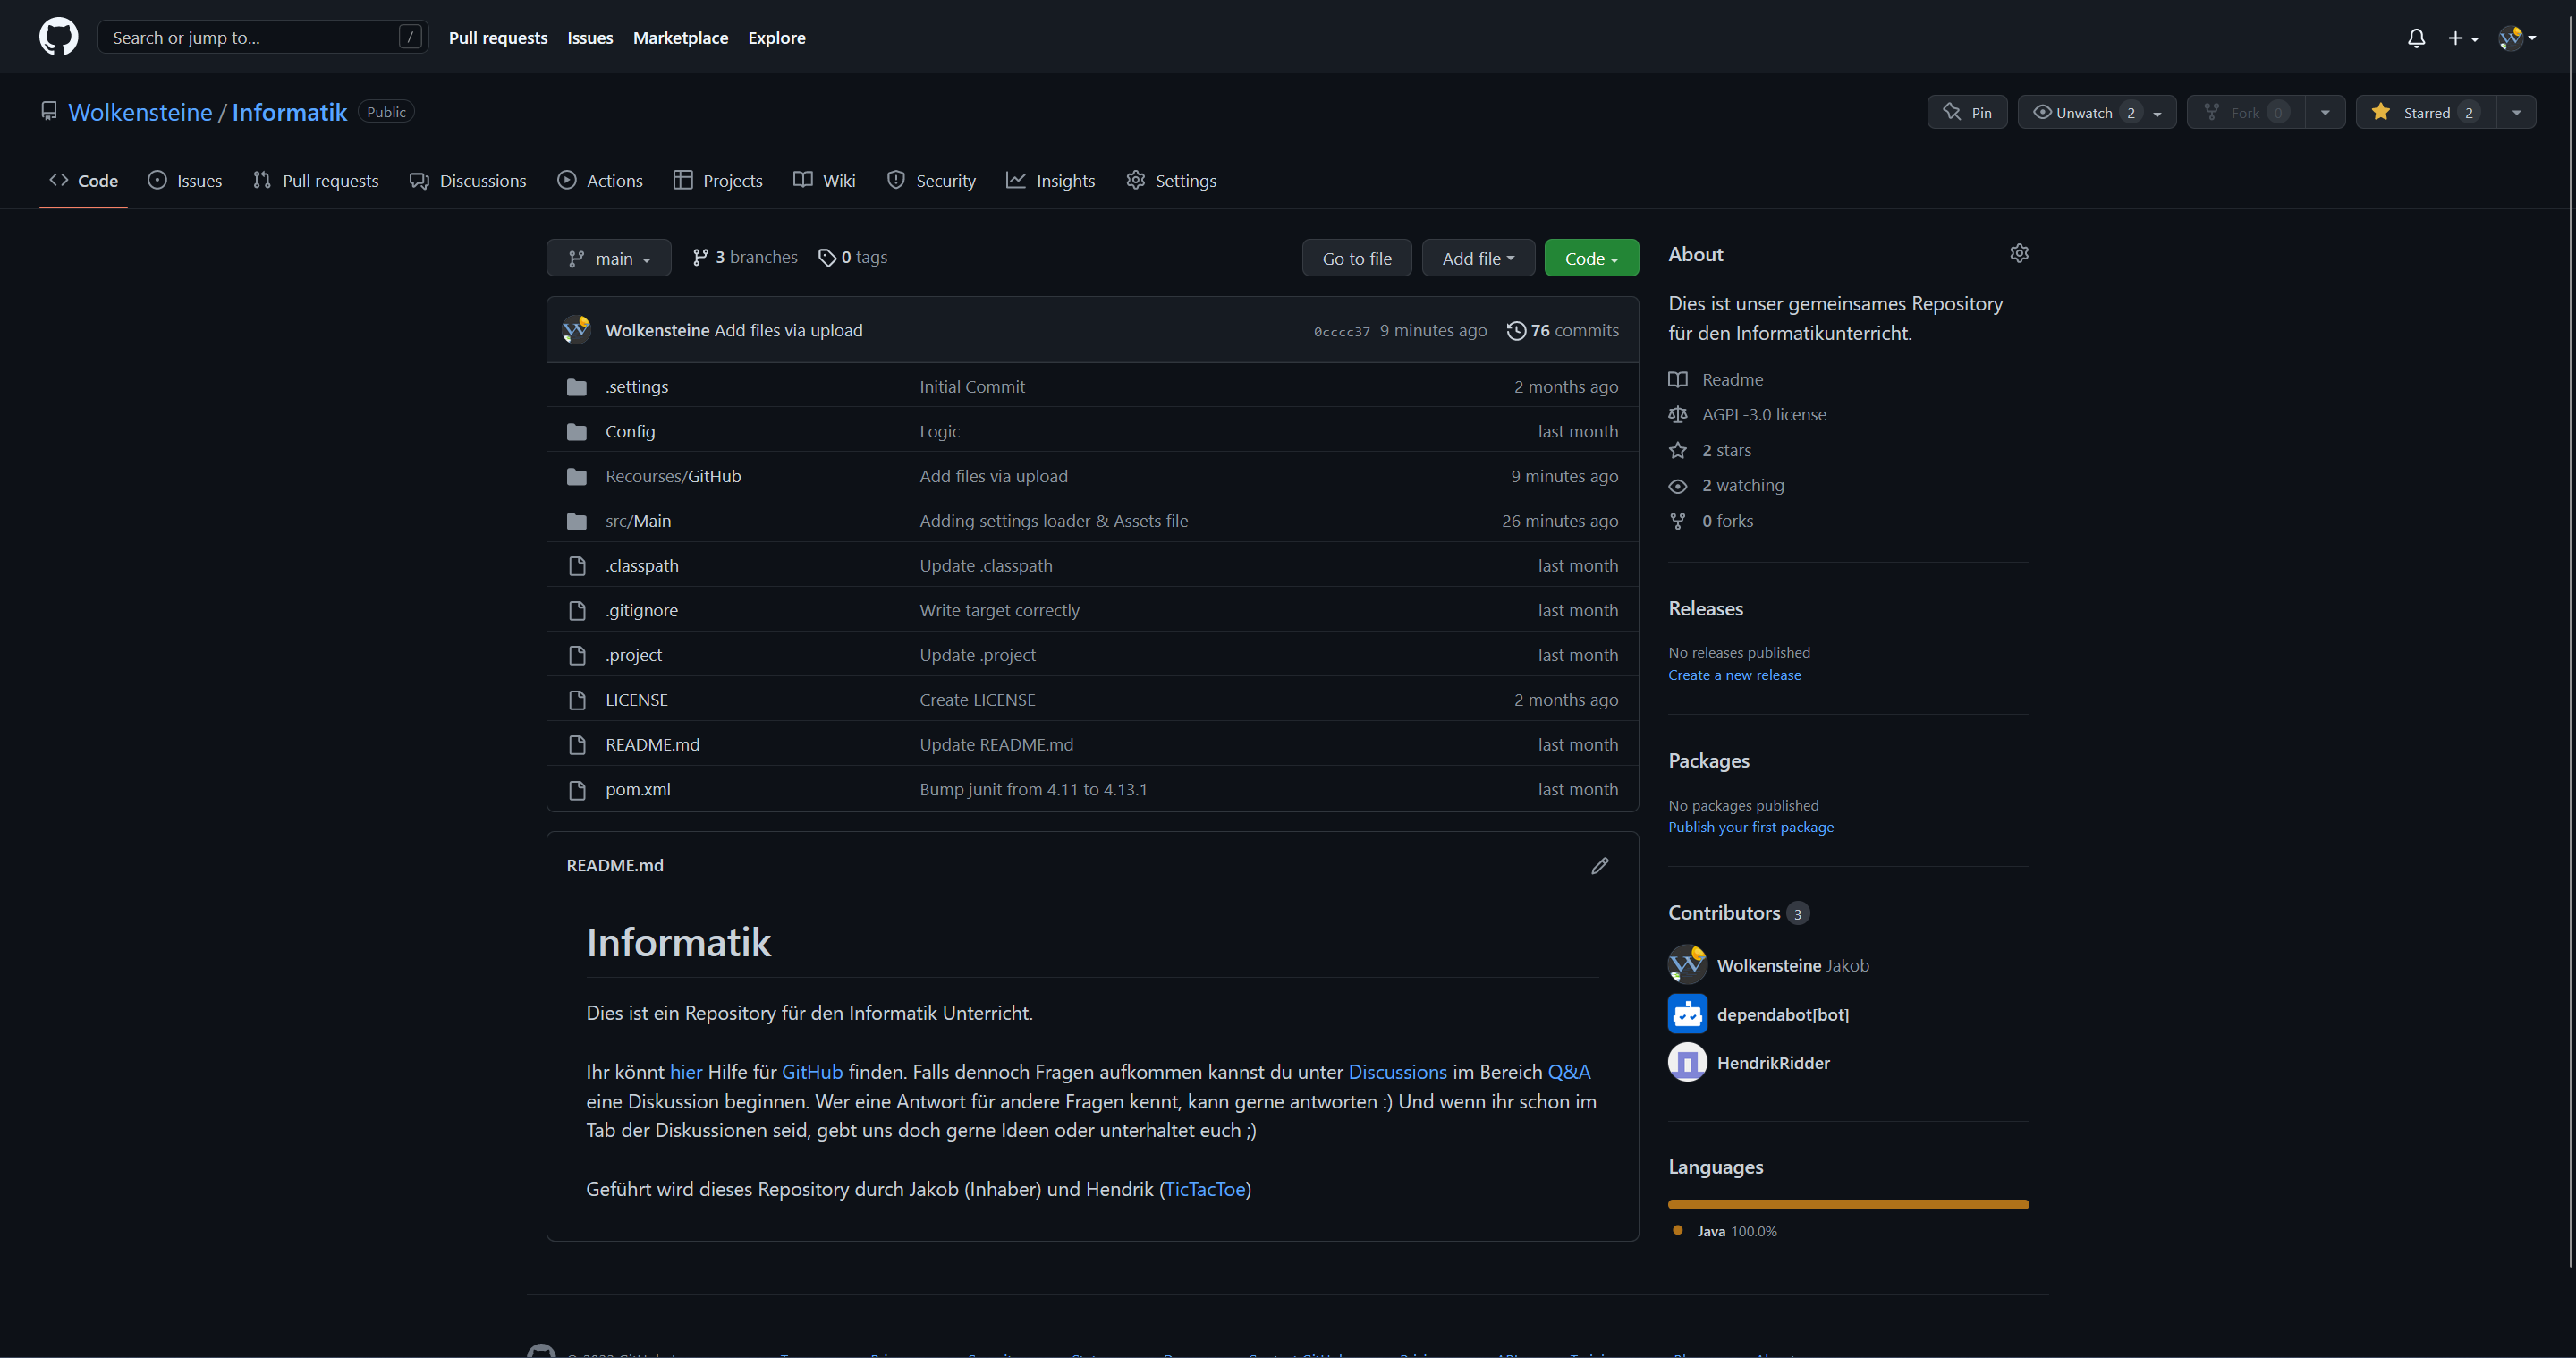 Search or jump to... /
Pull requests Issues Marketplace Explore
Wolkensteine / Informatik Public
Pin Unwatch 2 Fork 0 Starred 2
Code Issues Pull requests Discussions Actions Projects Wiki Security Insights Settings
main 3 branches 0 tags Go to file Add file Code
Wolkensteine Add files via upload 0cccc37 9 minutes ago 76 commits
.settings Initial Commit 2 months ago
Config Logic last month
Recourses/GitHub Add files via upload 9 minutes ago
src/Main Adding settings loader & Assets file 26 minutes ago
.classpath Update .classpath last month
.gitignore Write target correctly last month
.project Update .project last month
LICENSE Create LICENSE 2 months ago
README.md Update README.md last month
pom.xml Bump junit from 4.11 to 4.13.1 last month
README.md
Informatik
Dies ist ein Repository für den Informatik Unterricht.
Ihr könnt hier Hilfe für GitHub finden. Falls dennoch Fragen aufkommen kannst du unter Discussions im Bereich Q&A
eine Diskussion beginnen. Wer eine Antwort für andere Fragen kennt, kann gerne antworten :) Und wenn ihr schon im
Tab der Diskussionen seid, gebt uns doch gerne Ideen oder unterhaltet euch ;)
Geführt wird dieses Repository durch Jakob (Inhaber) und Hendrik (TicTacToe)
About
Dies ist unser gemeinsames Repository
für den Informatikunterricht.
Readme
AGPL-3.0 license
2 stars
2 watching
0 forks
Releases
No releases published
Create a new release
Packages
No packages published
Publish your first package
Contributors 3
Wolkensteine Jakob
dependabot[bot]
HendrikRidder
Languages
Java 100.0%